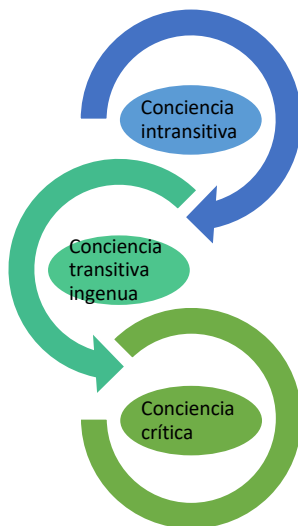 Conciencia
intransitiva
Conciencia
transitiva
ingenua
Conciencia
crítica